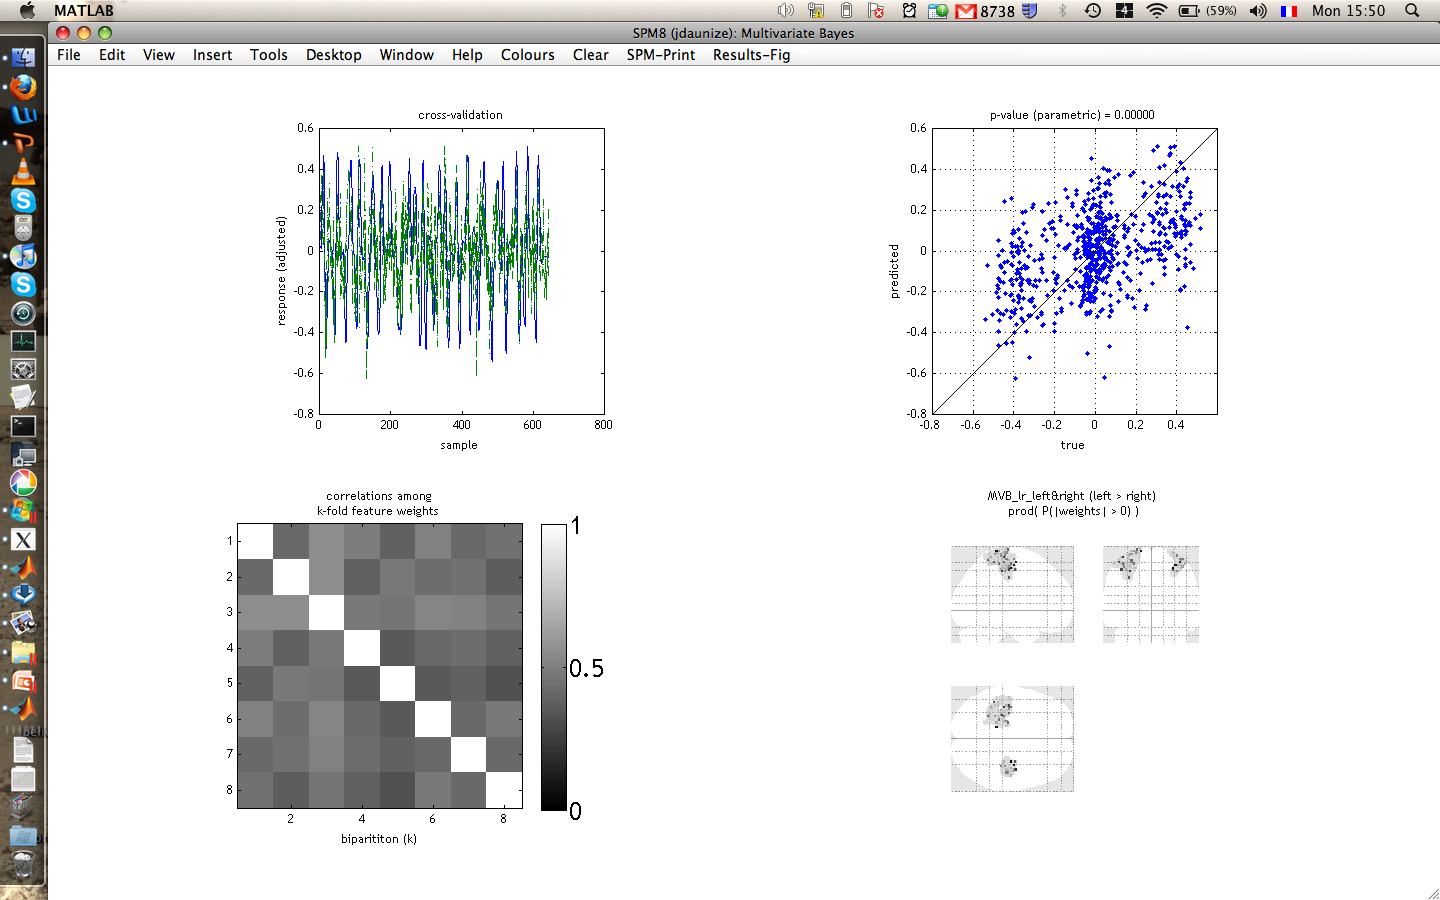 MATLAB
8738
4
(59%)
Mon 15:50
SPM8 (jdaunize): Multivariate Bayes
File Edit View Insert Tools Desktop Window Help Colours Clear SPM-Print Results-Fig
cross-validation
0.6
0.4
0.2
0
-0.2
-0.4
-0.6
-0.8
response (adjusted)
0 200 400 600 800
sample
p-value (parametric) = 0.00000
0.6
0.4
0.2
0
-0.2
-0.4
-0.6
-0.8
predicted
-0.8 -0.6 -0.4 -0.2 0 0.2 0.4
true
correlations among
k-fold feature weights
1
2
3
4
5
6
7
8
2 4 6 8
biparititon (k)
1
0.5
0
MVB_lr_left&right (left > right)
prod( P(|weights| > 0) )